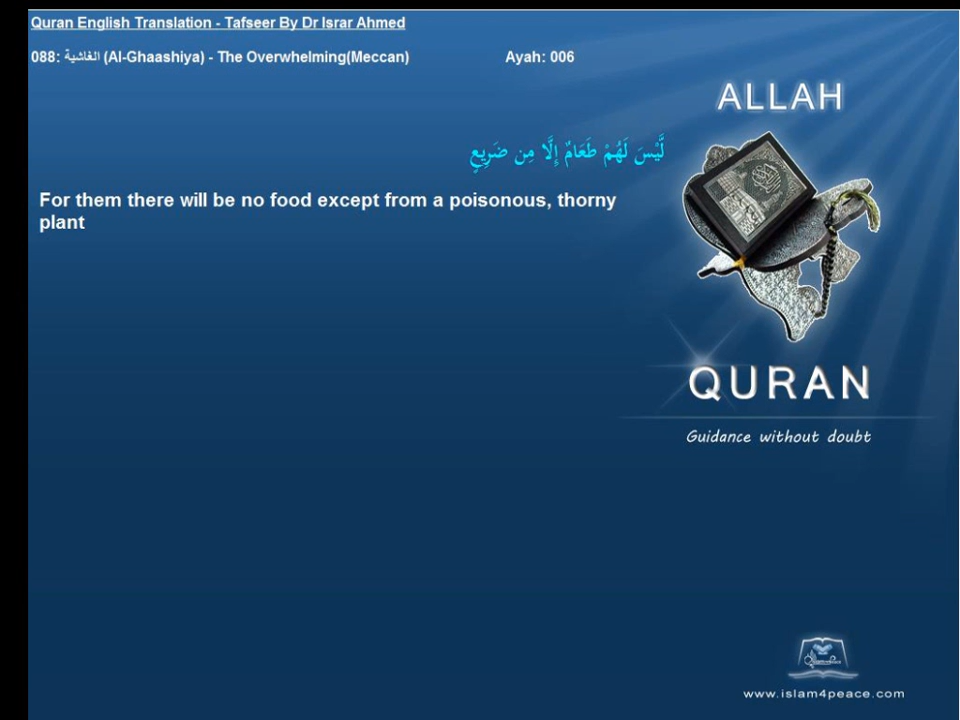 Quran English Translation - Tafseer By Dr Israr Ahmed
088: الغاشية (Al-Ghaashiya) - The Overwhelming(Meccan) Ayah: 006
ALLAH
لَّيْسَ لَهُمْ طَعَامٌ إِلَّا مِن ضَرِيعٍ
For them there will be no food except from a poisonous, thorny
plant
QURAN
Guidance without doubt
www.islam4peace.com